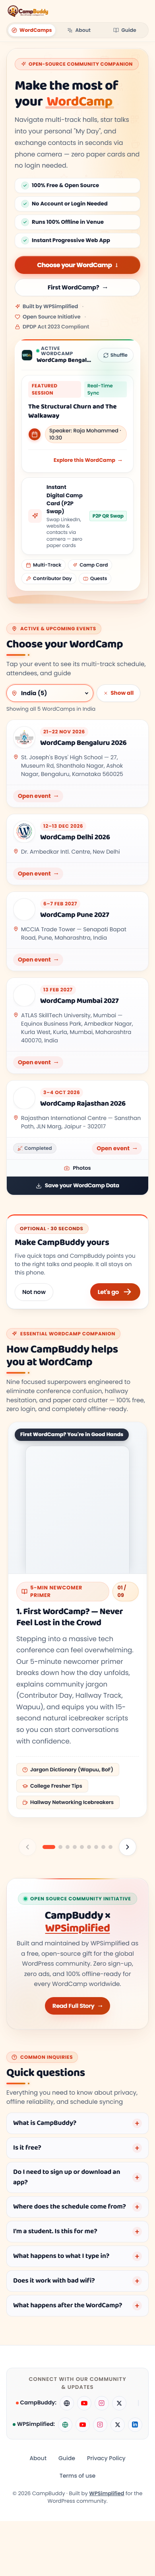 CampBuddy
WordCamps
About
Guide
OPEN-SOURCE COMMUNITY COMPANION
Make the most of
your WordCamp
Navigate multi-track halls, star talks
into your personal "My Day", and
exchange contacts instantly via
phone camera — zero paper cards and
no login needed.
100% Free & Open Source
No Account or Login Needed
Runs 100% Offline in Venue
Instant Progressive Web App
Choose your WordCamp ↓
First WordCamp? →
Built by WPSimplified
Open Source Initiative
DPDP Act 2023 Compliant
ACTIVE
WORDCAMP
WordCamp Bengal...
Shuffle
FEATURED
SESSION
Real-Time
Sync
The Structural Churn and The
Walkaway
Speaker: Raja Mohammed ·
10:30
Explore this WordCamp →
Instant
Digital Camp
Card (P2P
Swap)
Swap LinkedIn,
website &
contacts via
camera — zero
paper cards
P2P QR Swap
Multi-Track
Camp Card
Contributor Day
Quests
ACTIVE & UPCOMING EVENTS
Choose your WordCamp
Tap your event to see its multi-track schedule,
attendees, and guide
India (5)
Show all
Showing all 5 WordCamps in India
21–22 NOV 2026
WordCamp Bengaluru 2026
St. Joseph's Boys' High School — 27,
Museum Rd, Shanthala Nagar, Ashok
Nagar, Bengaluru, Karnataka 560025
Open event →
12–13 DEC 2026
WordCamp Delhi 2026
Dr. Ambedkar Intl. Centre, New Delhi
Open event →
6–7 FEB 2027
WordCamp Pune 2027
MCCIA Trade Tower — Senapati Bapat
Road, Pune, Maharashtra, India
Open event →
13 FEB 2027
WordCamp Mumbai 2027
ATLAS SkillTech University, Mumbai —
Equinox Business Park, Ambedkar Nagar,
Kurla West, Kurla, Mumbai, Maharashtra
400070, India
Open event →
3–4 OCT 2026
WordCamp Rajasthan 2026
Rajasthan International Centre — Sansthan
Path, JLN Marg, Jaipur - 302017
Completed
Open event →
Photos
Save your WordCamp Data
OPTIONAL · 30 SECONDS
Make CampBuddy yours
Five quick taps and CampBuddy points you
to the right talks and people. It all stays on
this phone.
Not now
Let's go →
ESSENTIAL WORDCAMP COMPANION
How CampBuddy helps
you at WordCamp
Nine focused superpowers engineered to
eliminate conference confusion, hallway
hesitation, and paper card clutter — 100% free,
zero login, and completely offline-ready.
First WordCamp? You're in Good Hands
5-MIN NEWCOMER
PRIMER
01 /
09
1. First WordCamp? — Never
Feel Lost in the Crowd
Stepping into a massive tech
conference can feel overwhelming.
Our 5-minute newcomer primer
breaks down how the day unfolds,
explains community jargon
(Contributor Day, Hallway Track,
Wapuu), and equips you with 15-
second natural icebreaker scripts
so you can start conversations
with confidence.
Jargon Dictionary (Wapuu, BoF)
College Fresher Tips
Hallway Networking Icebreakers
OPEN SOURCE COMMUNITY INITIATIVE
CampBuddy ×
WPSimplified
Built and maintained by WPSimplified as
a free, open-source gift for the global
WordPress community. Zero sign-up,
zero ads, and 100% offline-ready for
every WordCamp worldwide.
Read Full Story →
COMMON INQUIRIES
Quick questions
Everything you need to know about privacy,
offline reliability, and schedule syncing
What is CampBuddy?
Is it free?
Do I need to sign up or download an
app?
Where does the schedule come from?
I'm a student. Is this for me?
What happens to what I type in?
Does it work with bad wifi?
What happens after the WordCamp?
CONNECT WITH OUR COMMUNITY
& UPDATES
CampBuddy:
WPSimplified:
About
Guide
Privacy Policy
Terms of use
© 2026 CampBuddy · Built by WPSimplified for the
WordPress community.